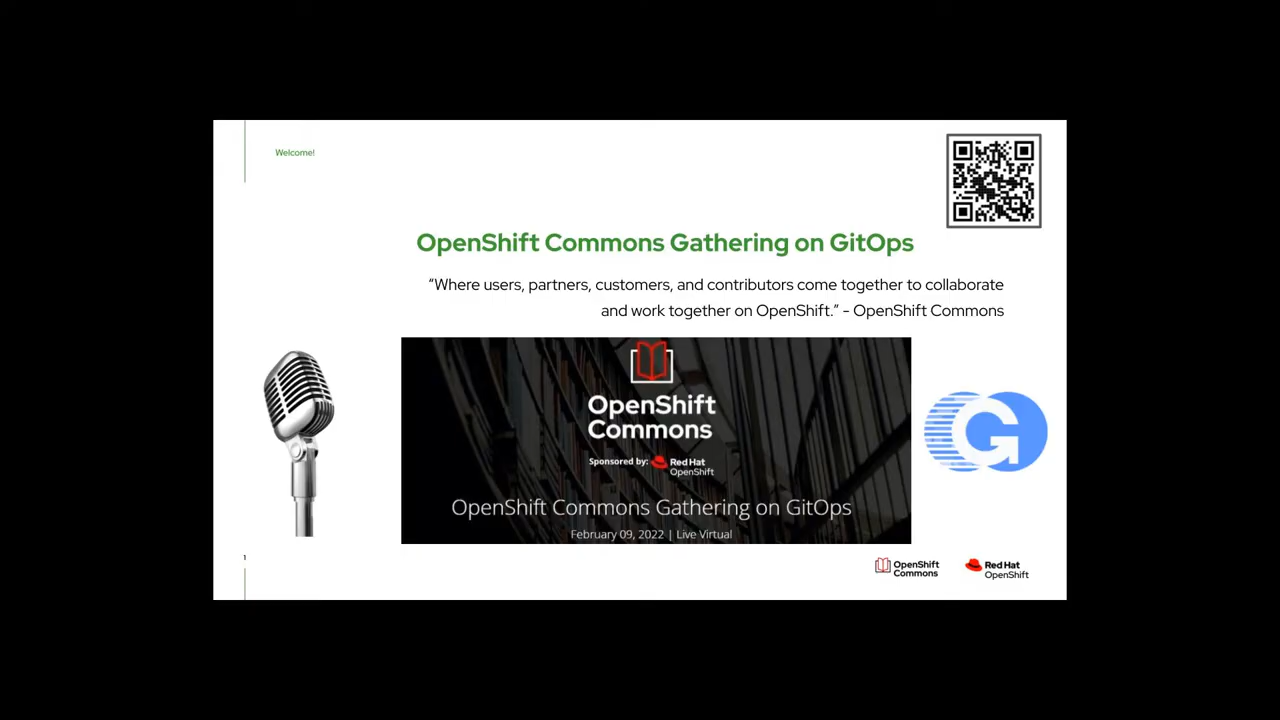 Welcome!
OpenShift Commons Gathering on GitOps
“Where users, partners, customers, and contributors come together to collaborate
and work together on OpenShift.” - OpenShift Commons
OpenShift
Commons
Sponsored by: Red Hat
OpenShift
OpenShift Commons Gathering on GitOps
February 09, 2022 | Live Virtual
G
1
OpenShift
Commons
Red Hat
OpenShift